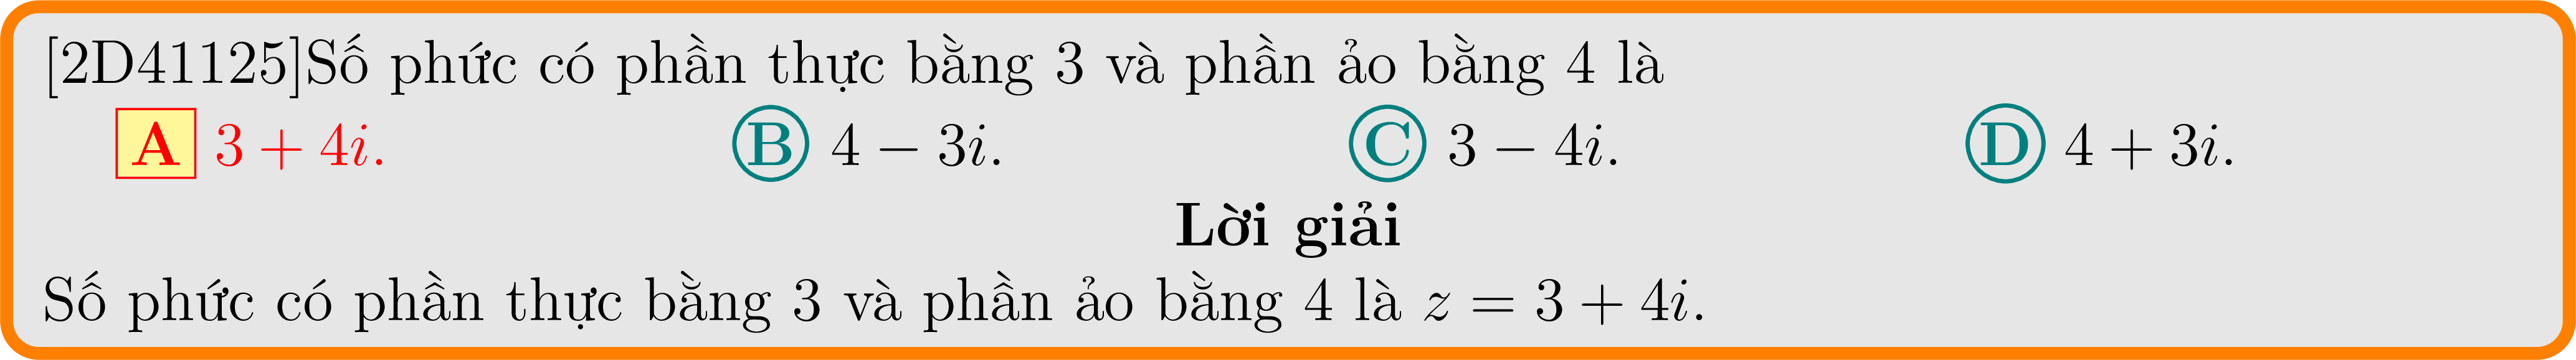 [2D41125]Số phức có phần thực bằng 3 và phần ảo bằng 4 là
A 3 + 4i. B 4 − 3i. C 3 − 4i. D 4 + 3i.
Lời giải
Số phức có phần thực bằng 3 và phần ảo bằng 4 là z = 3 + 4i.